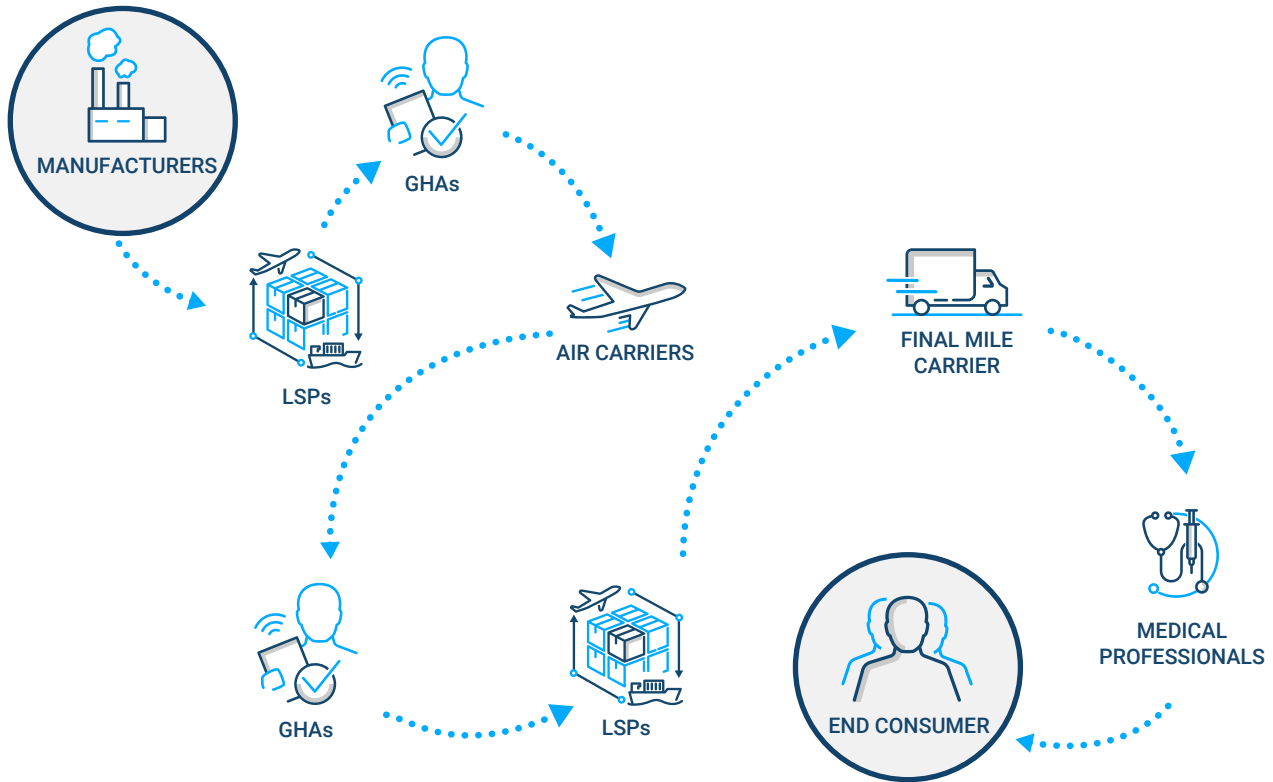 MANUFACTURERS
GHAs
LSPs
AIR CARRIERS
FINAL MILE
CARRIER
GHAs
LSPs
MEDICAL
PROFESSIONALS
END CONSUMER